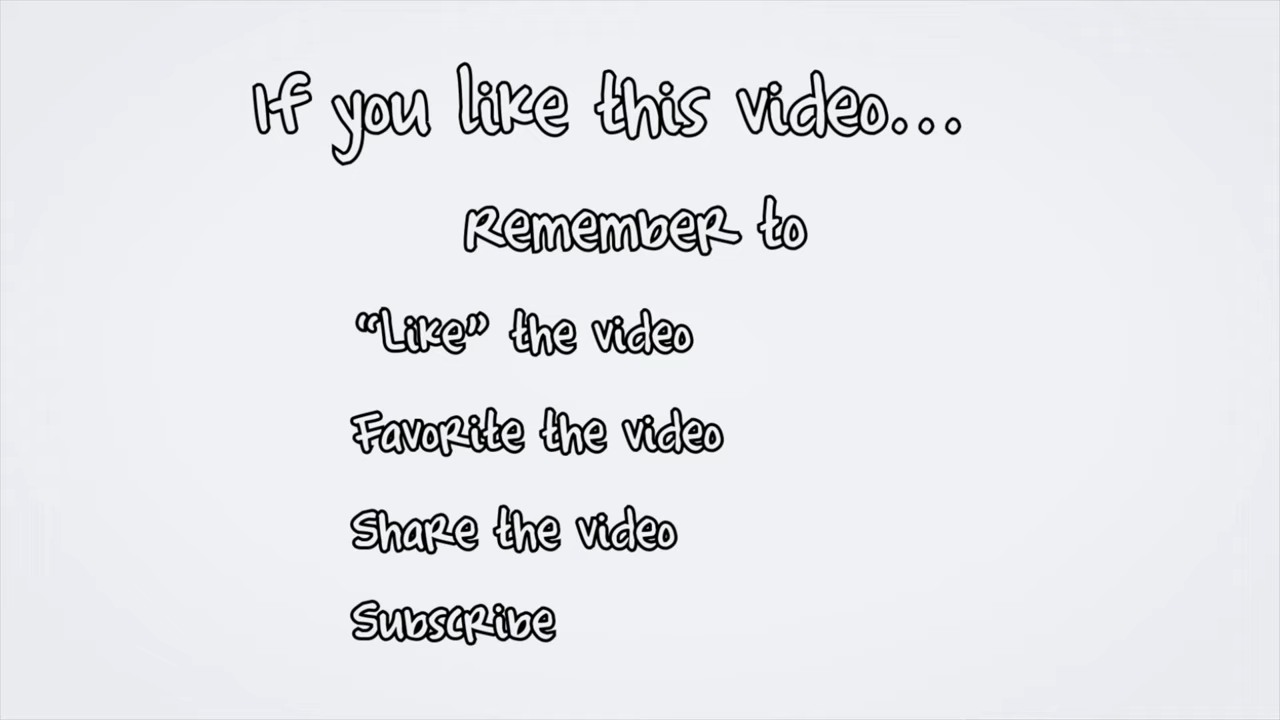 If you like this video...
Remember to
“Like” the video
Favorite the video
Share the video
Subscribe